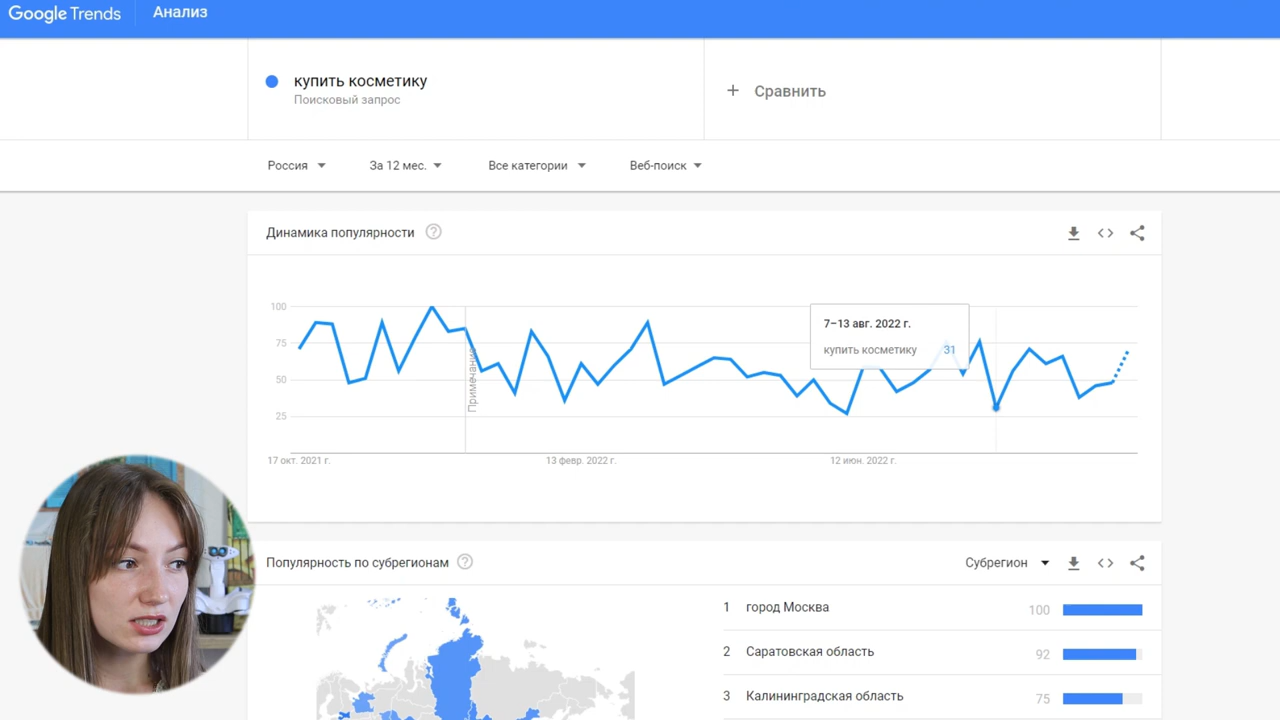 Google Trends Анализ
купить косметику
Поисковый запрос
+ Сравнить
Россия За 12 мес. Все категории Веб-поиск
Динамика популярности ?
100
75
50
25
Примечание
7–13 авг. 2022 г.
купить косметику 31
17 окт. 2021 г. 13 февр. 2022 г. 12 июн. 2022 г.
Популярность по субрегионам ? Субрегион
1 город Москва 100
2 Саратовская область 92
3 Калининградская область 75